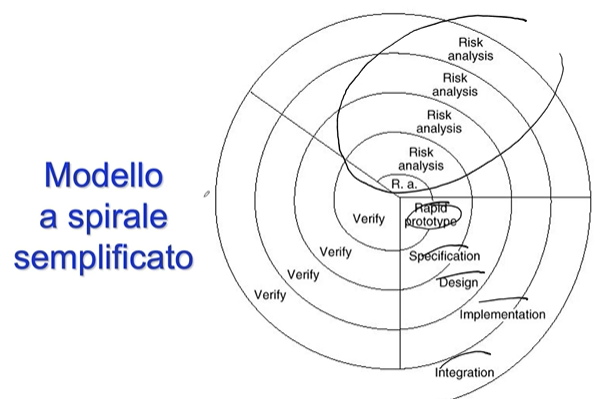 Modello
a spirale
semplificato
Risk
analysis
Risk
analysis
Risk
analysis
Risk
analysis
R. a.
Rapid
prototype
Verify
Specification
Verify
Design
Verify
Verify
Implementation
Integration